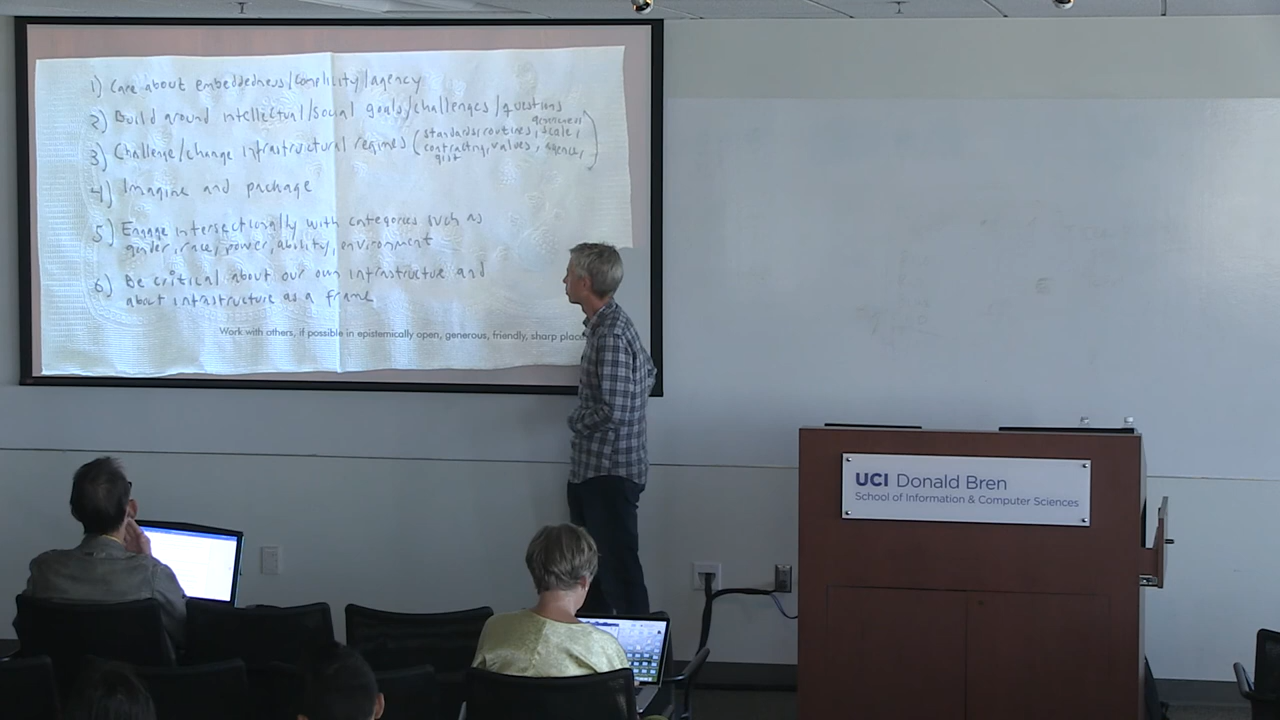 1) Care about embeddedness/complicity/agency
2) Build around intellectual/social goals/challenges/questions
3) Challenge/change infrastructural regimes (standards, routines, scale,
contracting, values, agency,
gist
4) Imagine and package
5) Engage intersectionally with categories such as
gender, race, power, ability, environment
6) Be critical about our own infrastructure and
about infrastructure as a frame
Work with others, if possible in epistemically open, generous, friendly, sharp
UCI Donald Bren
School of Information & Computer Sciences